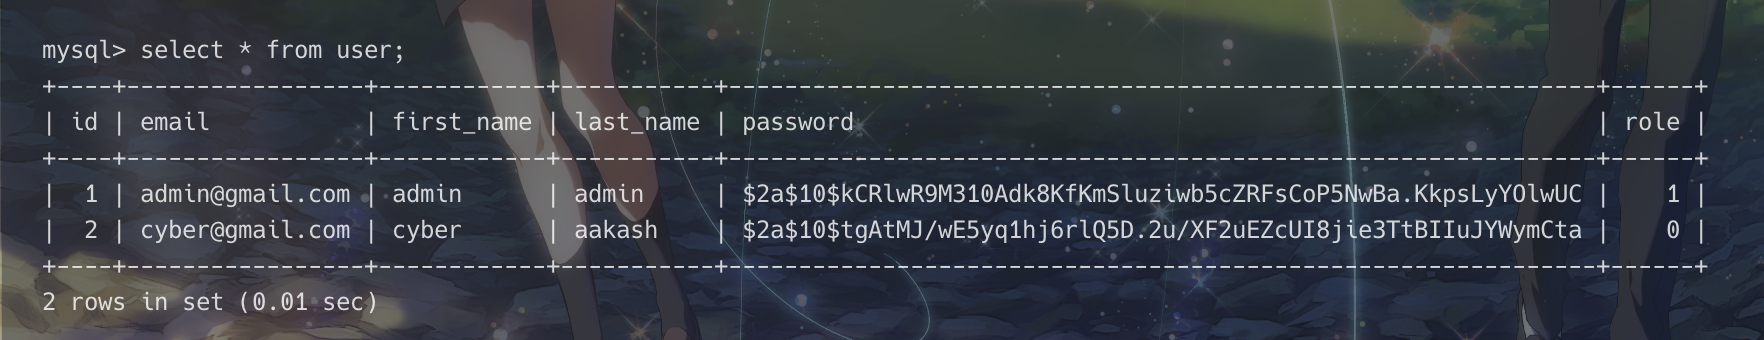 mysql> select * from user;
+----+-----------------+------------+-----------+--------------------------------------------------------------+------+
| id | email           | first_name | last_name | password                                                     | role |
+----+-----------------+------------+-----------+--------------------------------------------------------------+------+
|  1 | admin@gmail.com | admin      | admin     | $2a$10$kCRlwR9M310Adk8KfKmSluziwb5cZRFsCoP5NwBa.KkpsLyYOlwUC |    1 |
|  2 | cyber@gmail.com | cyber      | aakash    | $2a$10$tgAtMJ/wE5yq1hj6rlQ5D.2u/XF2uEZcUI8jie3TtBIIuJYWymCta |    0 |
+----+-----------------+------------+-----------+--------------------------------------------------------------+------+
2 rows in set (0.01 sec)